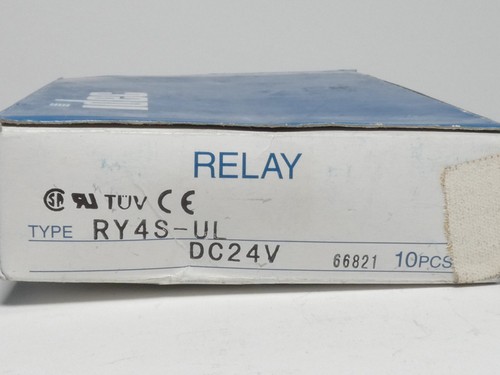 RELAY
TÜV CE
TYPE RY4S-UL
DC24V
66821 10PCS